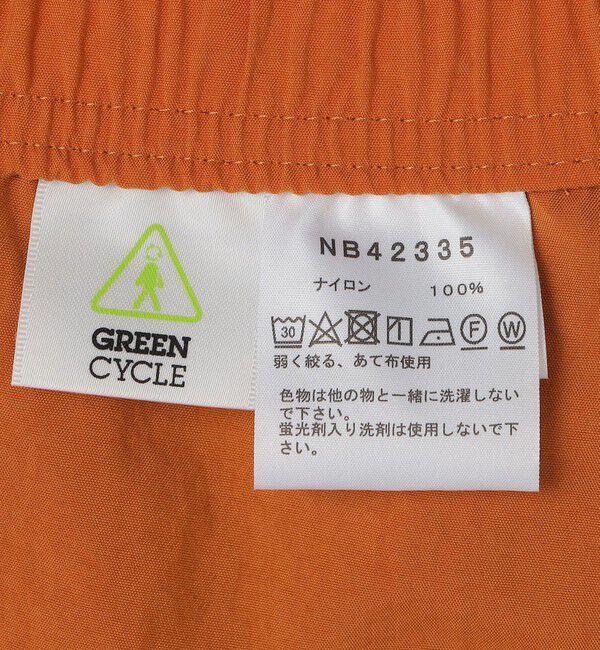 GREEN
CYCLE
NB42335
ナイロン 100%
30 F W
弱く絞る、あて布使用
色物は他の物と一緒に洗濯しない
で下さい。
蛍光剤入り洗剤は使用しないで下
さい。